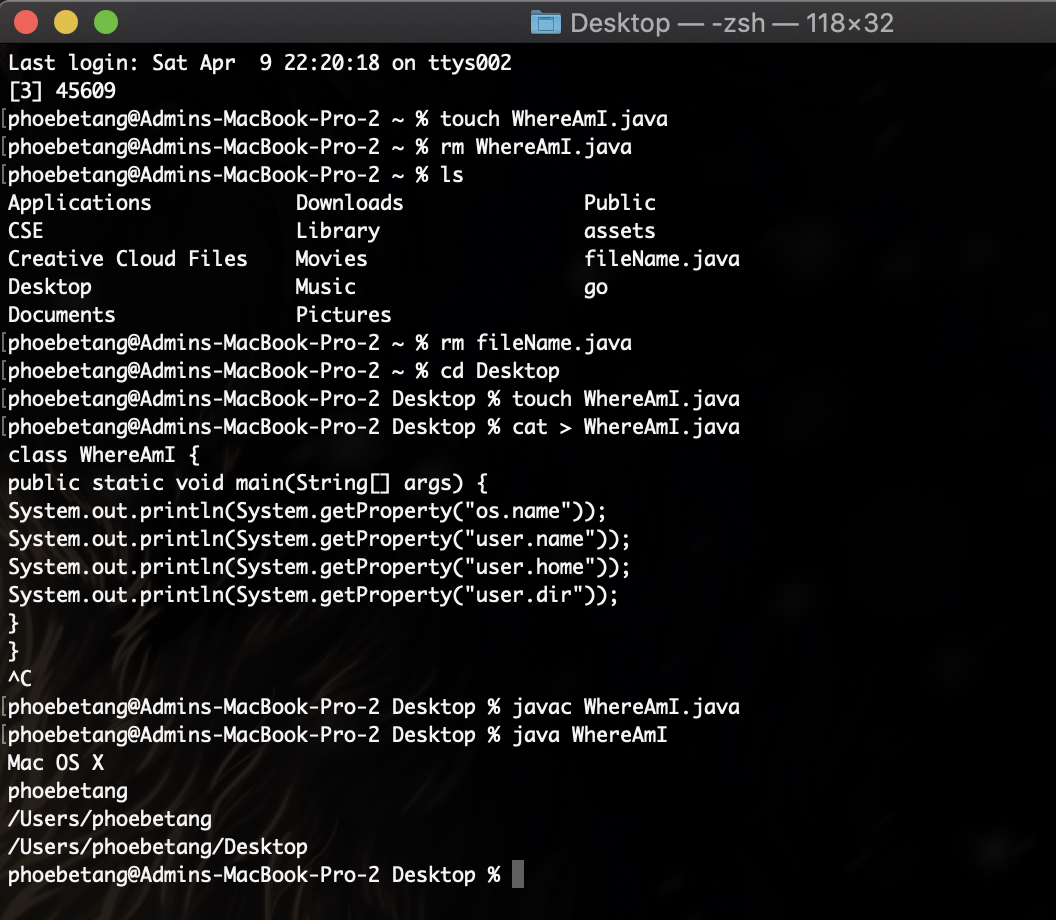 Desktop — -zsh — 118×32
Last login: Sat Apr  9 22:20:18 on ttys002
[3] 45609
[phoebetang@Admins-MacBook-Pro-2 ~ % touch WhereAmI.java
[phoebetang@Admins-MacBook-Pro-2 ~ % rm WhereAmI.java
[phoebetang@Admins-MacBook-Pro-2 ~ % ls
Applications            Downloads               Public
CSE                     Library                 assets
Creative Cloud Files    Movies                  fileName.java
Desktop                 Music                   go
Documents               Pictures
[phoebetang@Admins-MacBook-Pro-2 ~ % rm fileName.java
[phoebetang@Admins-MacBook-Pro-2 ~ % cd Desktop
[phoebetang@Admins-MacBook-Pro-2 Desktop % touch WhereAmI.java
[phoebetang@Admins-MacBook-Pro-2 Desktop % cat > WhereAmI.java
class WhereAmI {
public static void main(String[] args) {
System.out.println(System.getProperty("os.name"));
System.out.println(System.getProperty("user.name"));
System.out.println(System.getProperty("user.home"));
System.out.println(System.getProperty("user.dir"));
}
}
^C
[phoebetang@Admins-MacBook-Pro-2 Desktop % javac WhereAmI.java
[phoebetang@Admins-MacBook-Pro-2 Desktop % java WhereAmI
Mac OS X
phoebetang
/Users/phoebetang
/Users/phoebetang/Desktop
phoebetang@Admins-MacBook-Pro-2 Desktop %